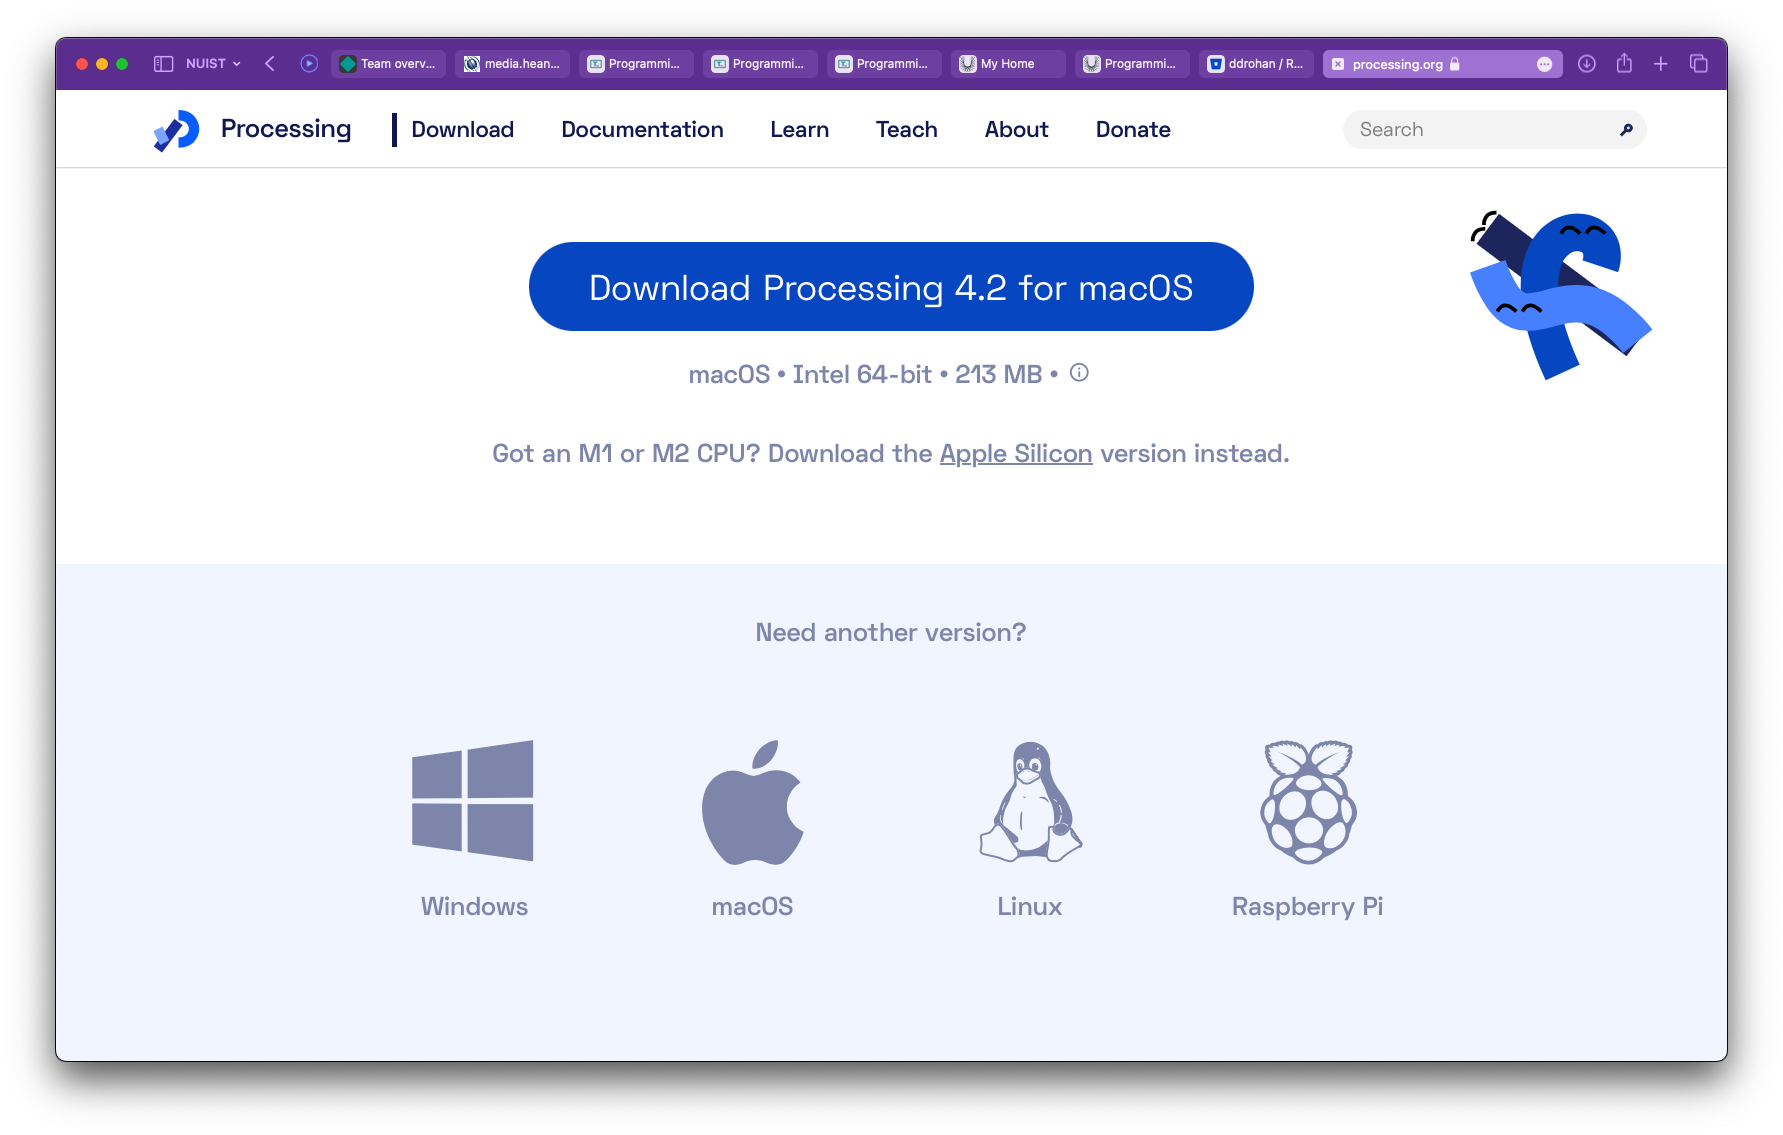 NUIST
Team overv...
media.hean...
Programmi...
Programmi...
Programmi...
My Home
Programmi...
ddrohan / R...
processing.org
Processing
Download
Documentation
Learn
Teach
About
Donate
Search
Download Processing 4.2 for macOS
macOS • Intel 64-bit • 213 MB •
Got an M1 or M2 CPU? Download the Apple Silicon version instead.
Need another version?
Windows
macOS
Linux
Raspberry Pi